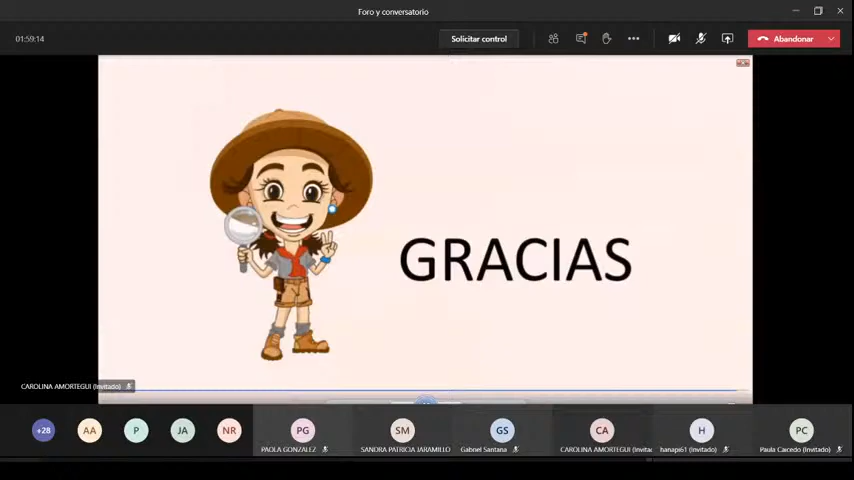 Foro y conversatorio
01:59:14
Solicitar control
Abandonar
GRACIAS
CAROLINA AMORTEGUI (Invitado)
+28
AA
P
JA
NR
PG
SM
GS
CA
H
PC
PAOLA GONZALEZ
SANDRA PATRICIA JARAMILLO
Gabriel Santana
CAROLINA AMORTEGUI (Invitac
hanapi61 (Invitado)
Paula Caicedo (Invitado)